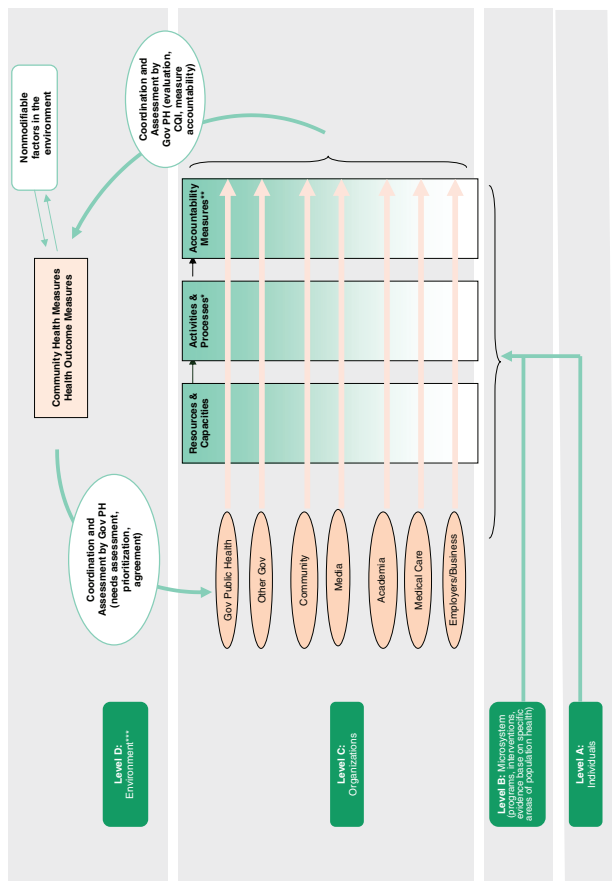 Level D:
Environment***
Coordination and
Assessment by Gov PH
(needs assessment,
prioritization,
agreement)
Community Health Measures
Health Outcome Measures
Nonmodifiable
factors in the
environment
Coordination and
Assessment by
Gov PH (evaluation,
CQI, measure
accountability)
Level C:
Organizations
Gov Public Health
Other Gov
Community
Media
Academia
Medical Care
Employers/Business
Resources &
Capacities
Activities &
Processes*
Accountability
Measures**
Level B: Microsystem
(programs, interventions,
evidence base on specific
areas of population health)
Level A:
Individuals